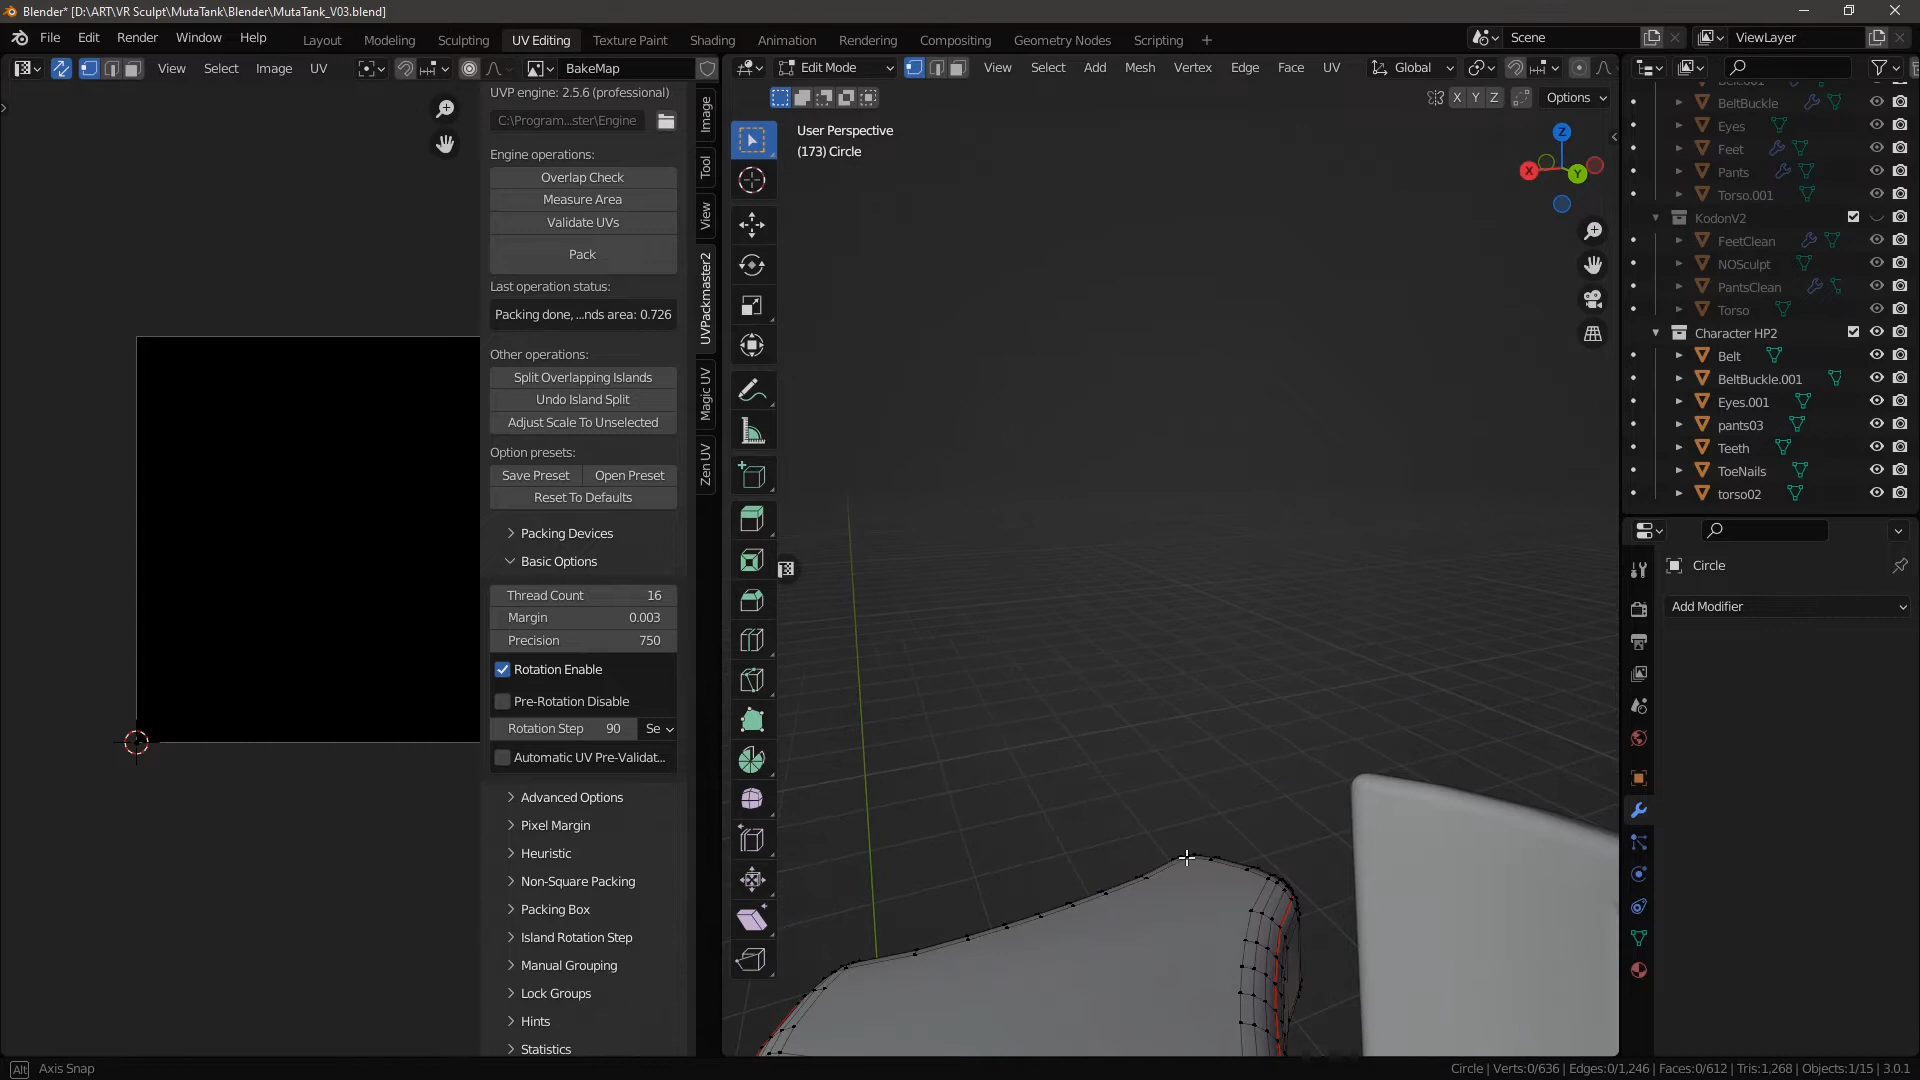 Blender* [D:\ART\VR Sculpt\MutaTank\Blender\MutaTank_V03.blend]
File Edit Render Window Help Layout Modeling Sculpting UV Editing Texture Paint Shading Animation Rendering Compositing Geometry Nodes Scripting + Scene ViewLayer
View Select Image UV BakeMap Edit Mode View Select Add Mesh Vertex Edge Face UV Global
X Y Z Options
UVP engine: 2.5.6 (professional)
C:\Program...ster\Engine
Engine operations:
Overlap Check
Measure Area
Validate UVs
Pack
Last operation status:
Packing done, ...nds area: 0.726
Other operations:
Split Overlapping Islands
Undo Island Split
Adjust Scale To Unselected
Option presets:
Save Preset Open Preset
Reset To Defaults
Packing Devices
Basic Options
Thread Count 16
Margin 0.003
Precision 750
Rotation Enable
Pre-Rotation Disable
Rotation Step 90 Se
Automatic UV Pre-Validat...
Advanced Options
Pixel Margin
Heuristic
Non-Square Packing
Packing Box
Island Rotation Step
Manual Grouping
Lock Groups
Hints
Statistics
Image
Tool
View
UVPackmaster2
Magic UV
Zen UV
User Perspective
(173) Circle
Z
X
Y
BeltBuckle
Eyes
Feet
Pants
Torso.001
KodonV2
FeetClean
NOSculpt
PantsClean
Torso
Character HP2
Belt
BeltBuckle.001
Eyes.001
pants03
Teeth
ToeNails
torso02
Circle
Add Modifier
Alt Axis Snap
Circle | Verts:0/636 | Edges:0/1,246 | Faces:0/612 | Tris:1,268 | Objects:1/15 | 3.0.1